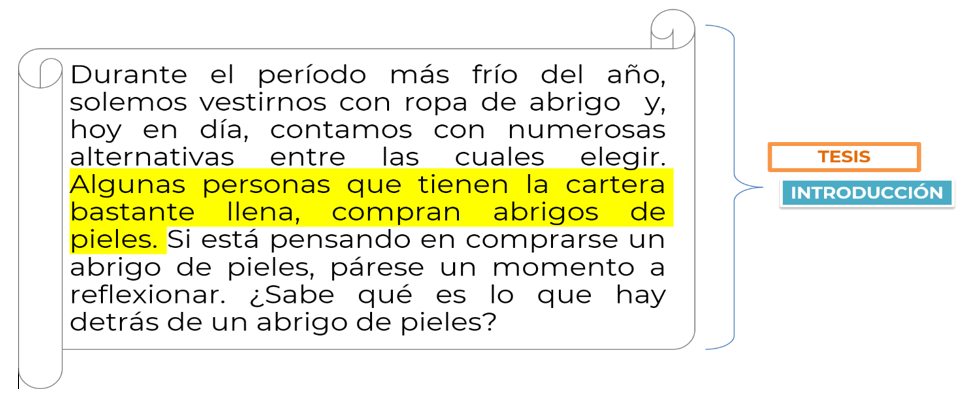 Durante el período más frío del año,
solemos vestirnos con ropa de abrigo y,
hoy en día, contamos con numerosas
alternativas entre las cuales elegir.
Algunas personas que tienen la cartera
bastante llena, compran abrigos de
pieles. Si está pensando en comprarse un
abrigo de pieles, párese un momento a
reflexionar. ¿Sabe qué es lo que hay
detrás de un abrigo de pieles?
TESIS
INTRODUCCIÓN